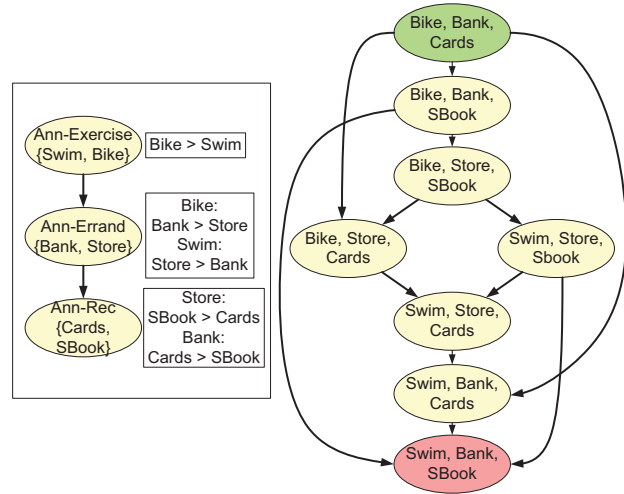 Ann-Exercise
{Swim, Bike}
Bike > Swim
Ann-Errand
{Bank, Store}
Bike:
Bank > Store
Swim:
Store > Bank
Ann-Rec
{Cards,
SBook}
Store:
SBook > Cards
Bank:
Cards > SBook
Bike, Bank,
Cards
Bike, Bank,
SBook
Bike, Store,
SBook
Bike, Store,
Cards
Swim, Store,
Sbook
Swim, Store,
Cards
Swim, Bank,
Cards
Swim, Bank,
SBook